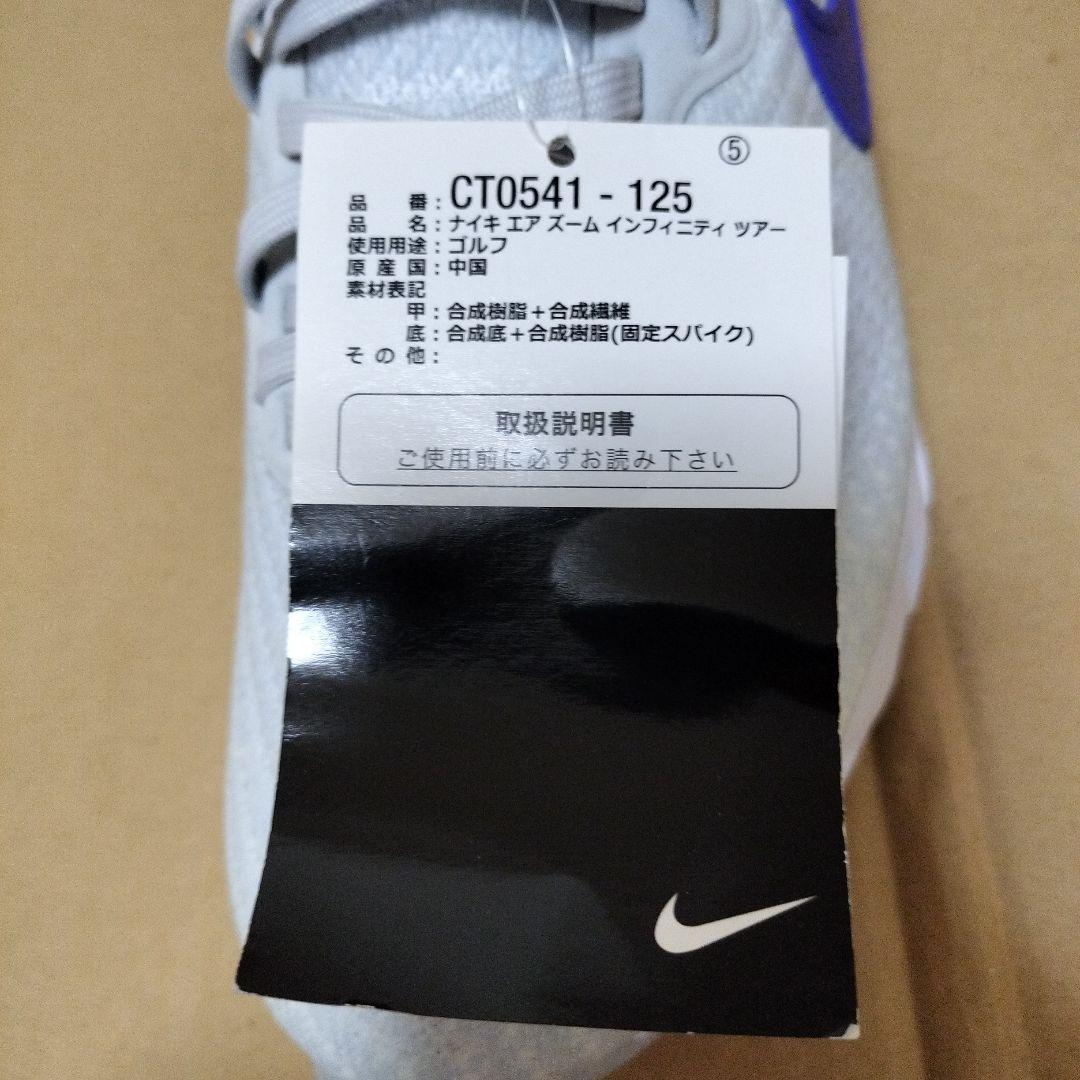 ⑤
品 番：CT0541 - 125
品 名：ナイキ エア ズーム インフィニティ ツアー
使用用途：ゴルフ
原 産 国：中国
素材表記
甲：合成樹脂＋合成繊維
底：合成底＋合成樹脂(固定スパイク)
そ の 他：
取扱説明書
ご使用前に必ずお読み下さい